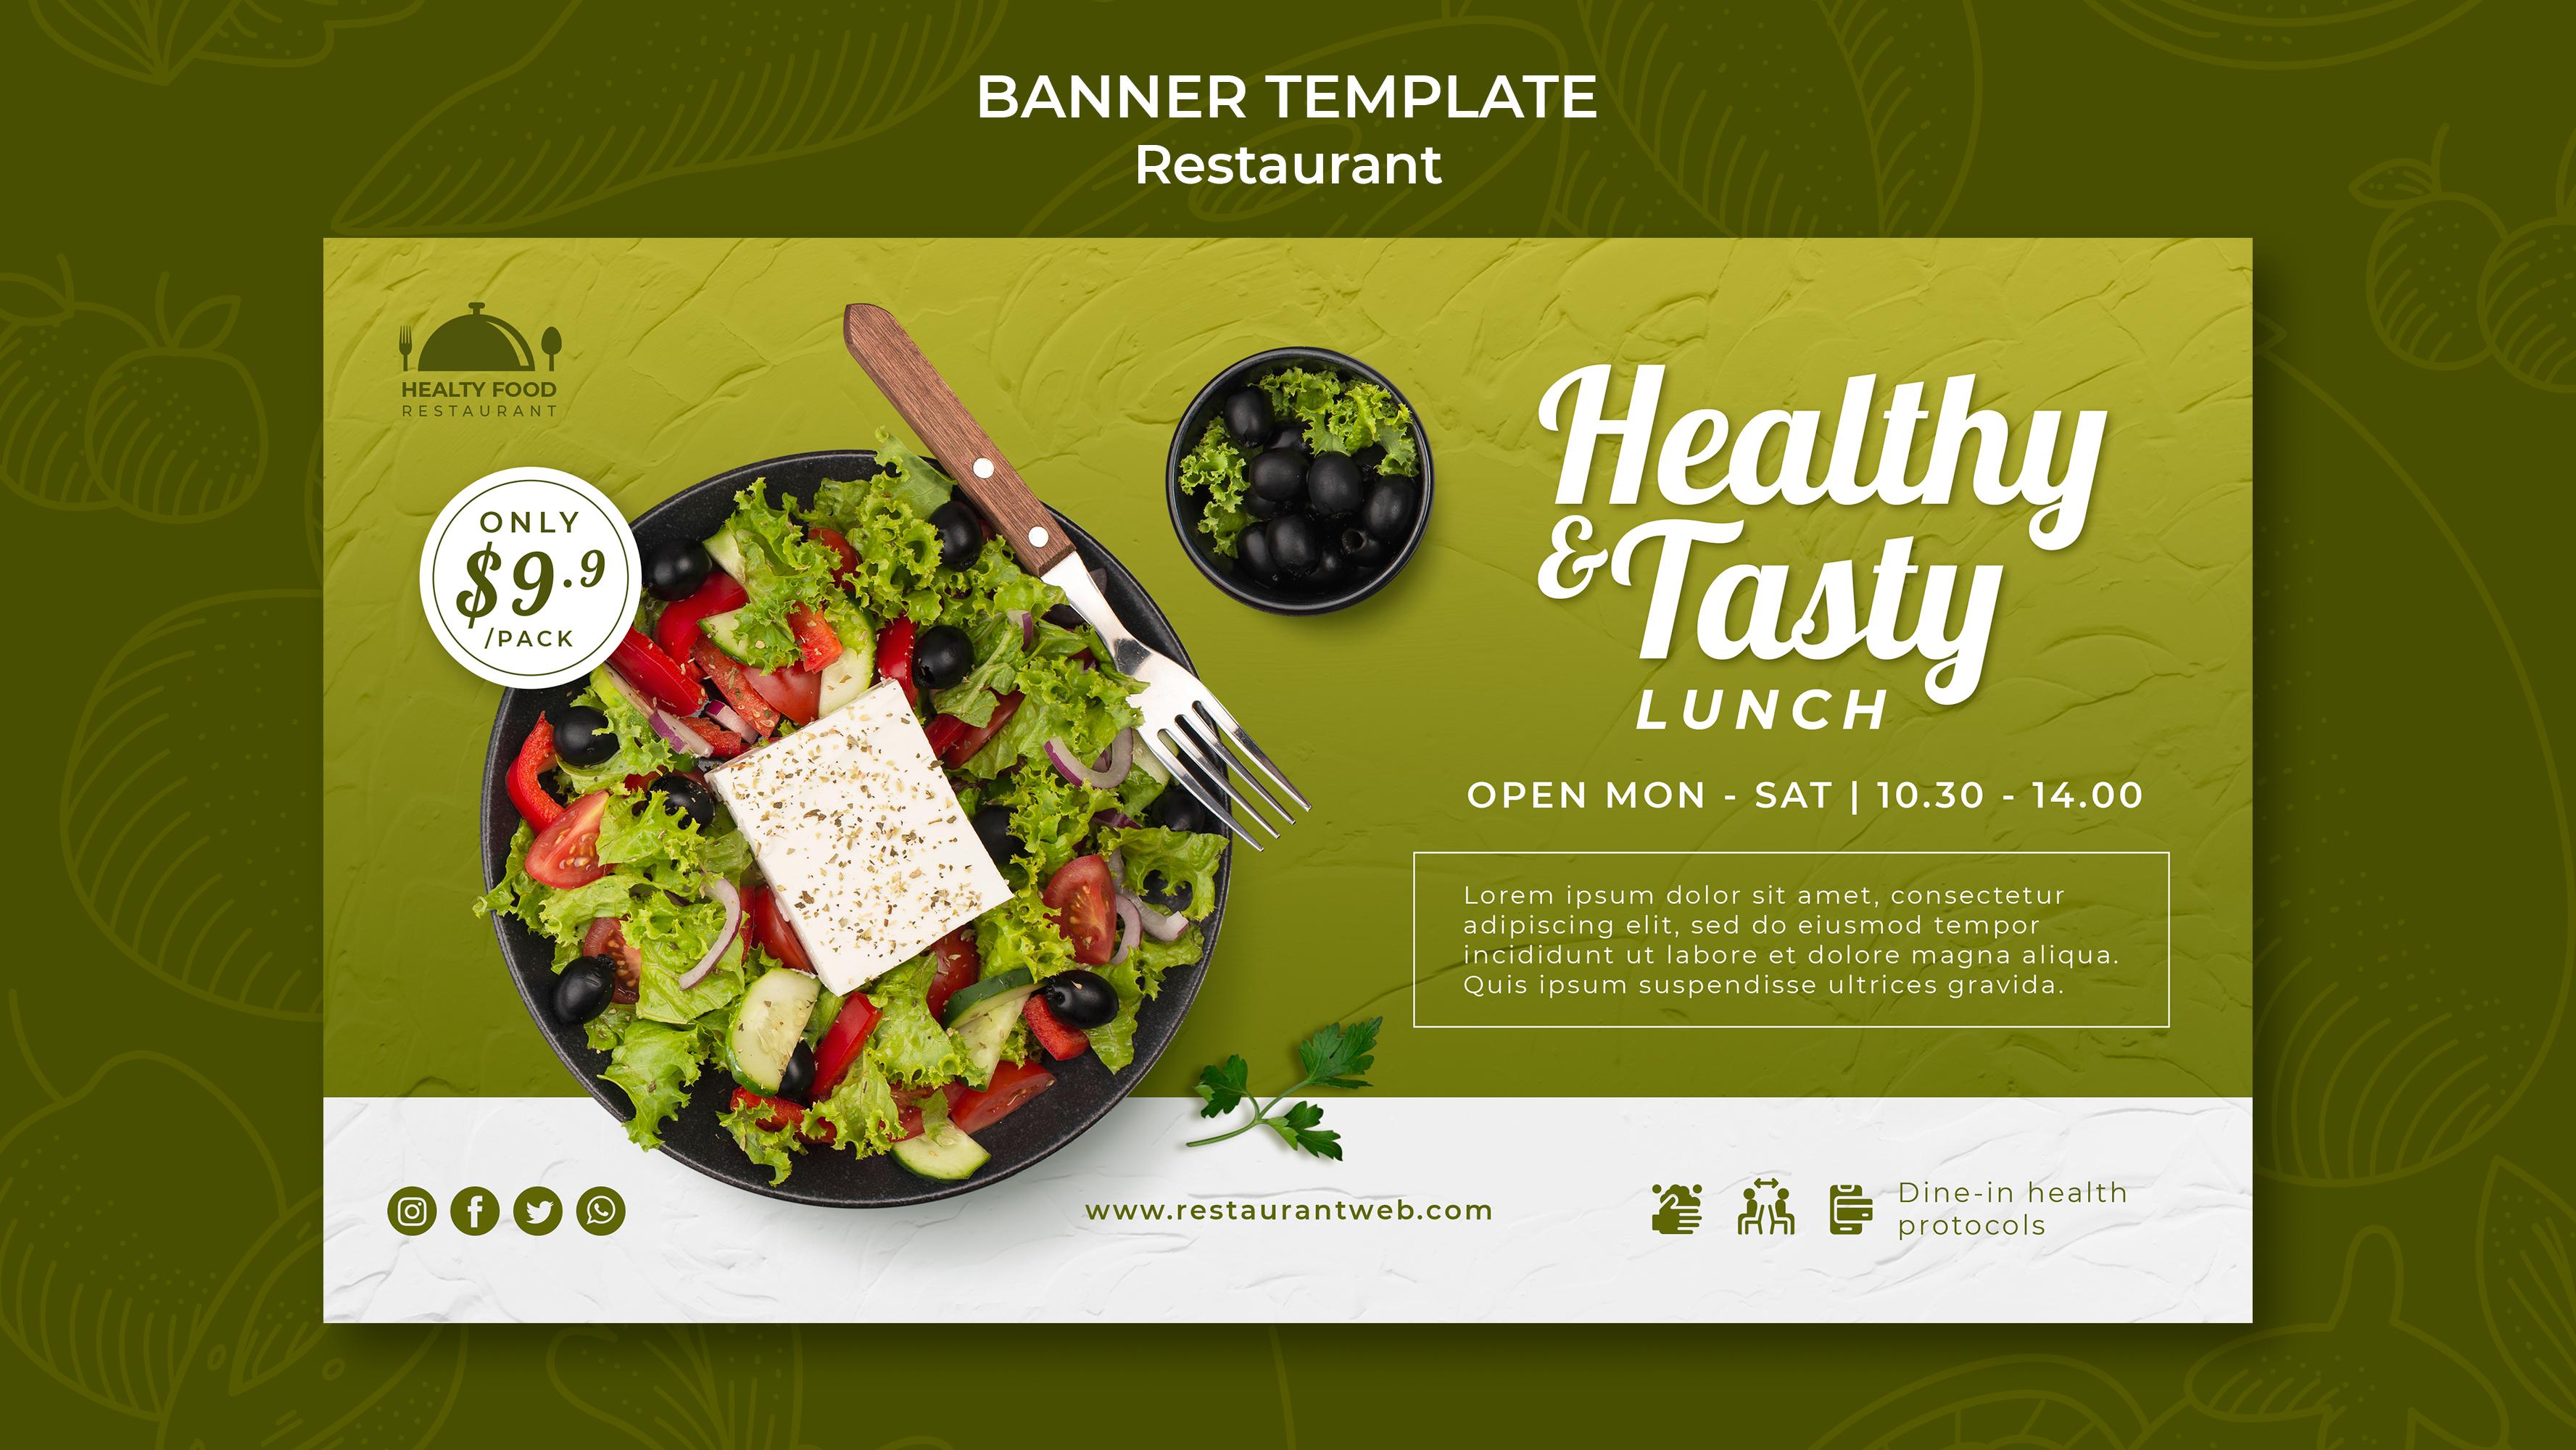 BANNER TEMPLATE
Restaurant
HEALTY FOOD
RESTAURANT
ONLY
$9.9
/PACK
Healthy
& Tasty
LUNCH
OPEN MON - SAT | 10.30 - 14.00
Lorem ipsum dolor sit amet, consectetur
adipiscing elit, sed do eiusmod tempor
incididunt ut labore et dolore magna aliqua.
Quis ipsum suspendisse ultrices gravida.
www.restaurantweb.com
Dine-in health
protocols